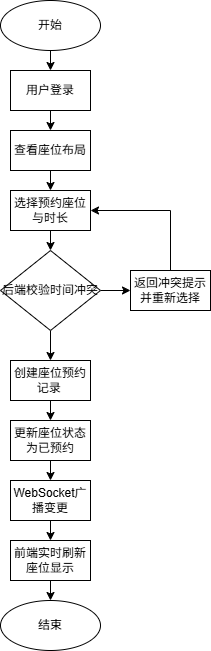 开始
用户登录
查看座位布局
选择预约座位
与时长
后端校验时间冲突
返回冲突提示
并重新选择
创建座位预约
记录
更新座位状态
为已预约
WebSocket广
播变更
前端实时刷新
座位显示
结束